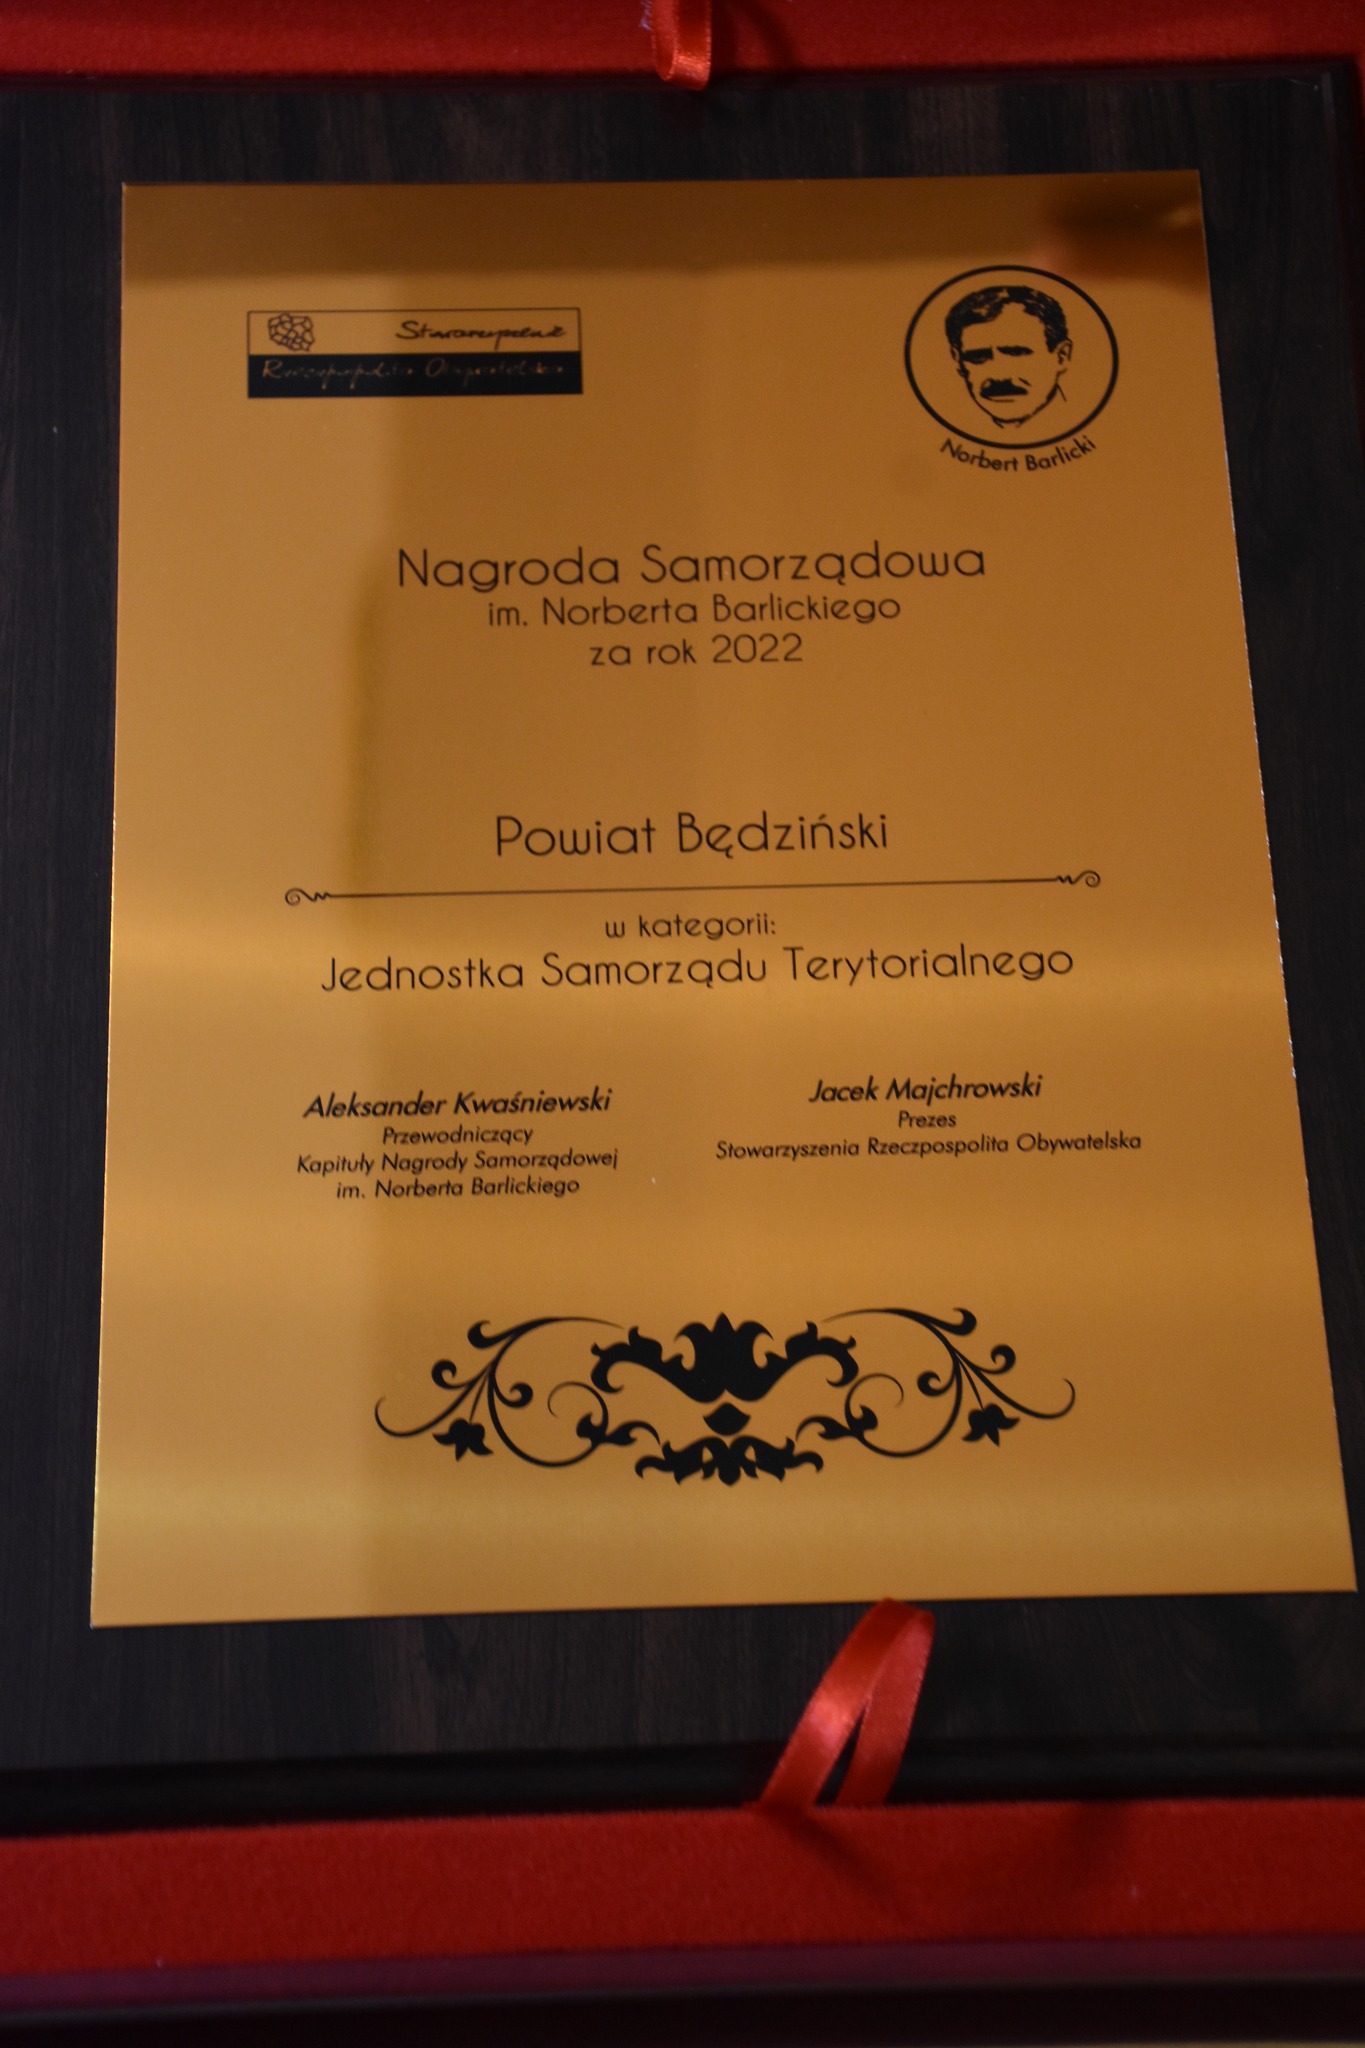 Stowarzyszenie
Rzeczpospolita Obywatelska
Norbert Barlicki
Nagroda Samorządowa
im. Norberta Barlickiego
za rok 2022
Powiat Będziński
w kategorii:
Jednostka Samorządu Terytorialnego
Aleksander Kwaśniewski
Przewodniczący
Kapituły Nagrody Samorządowej
im. Norberta Barlickiego
Jacek Majchrowski
Prezes
Stowarzyszenia Rzeczpospolita Obywatelska